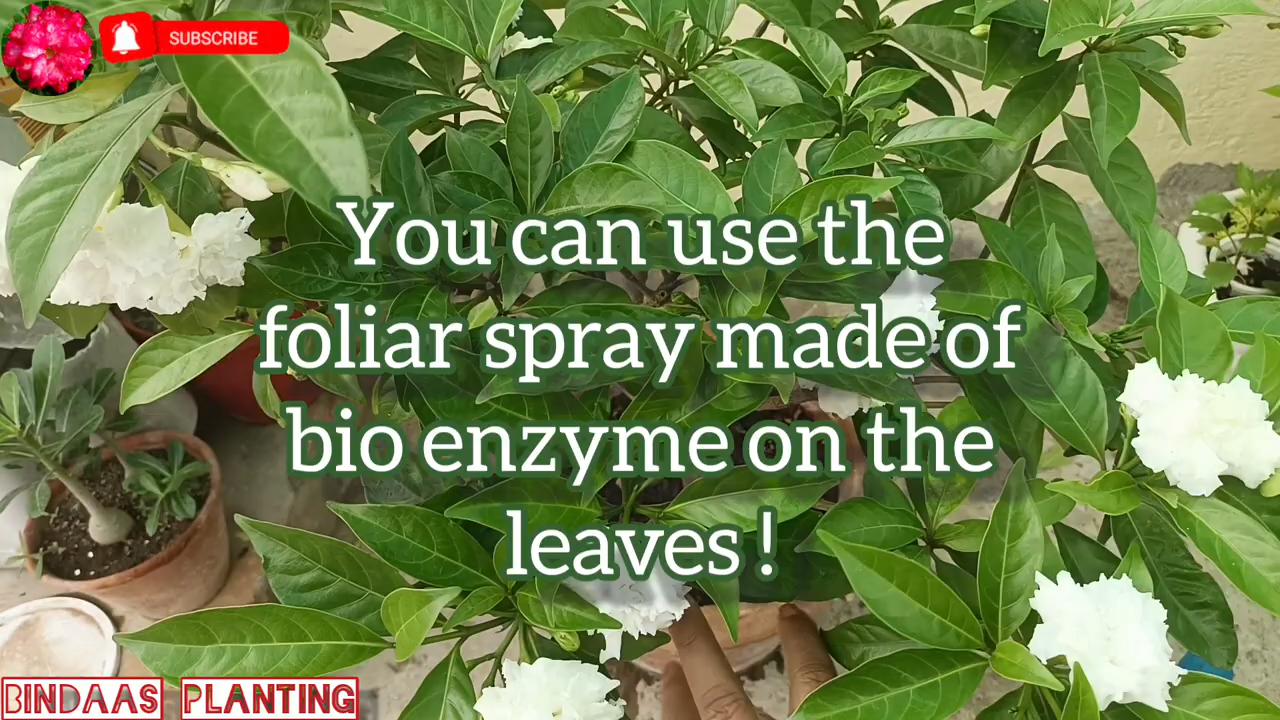 SUBSCRIBE
You can use the
foliar spray made of
bio enzyme on the
leaves !
BINDAAS PLANTING